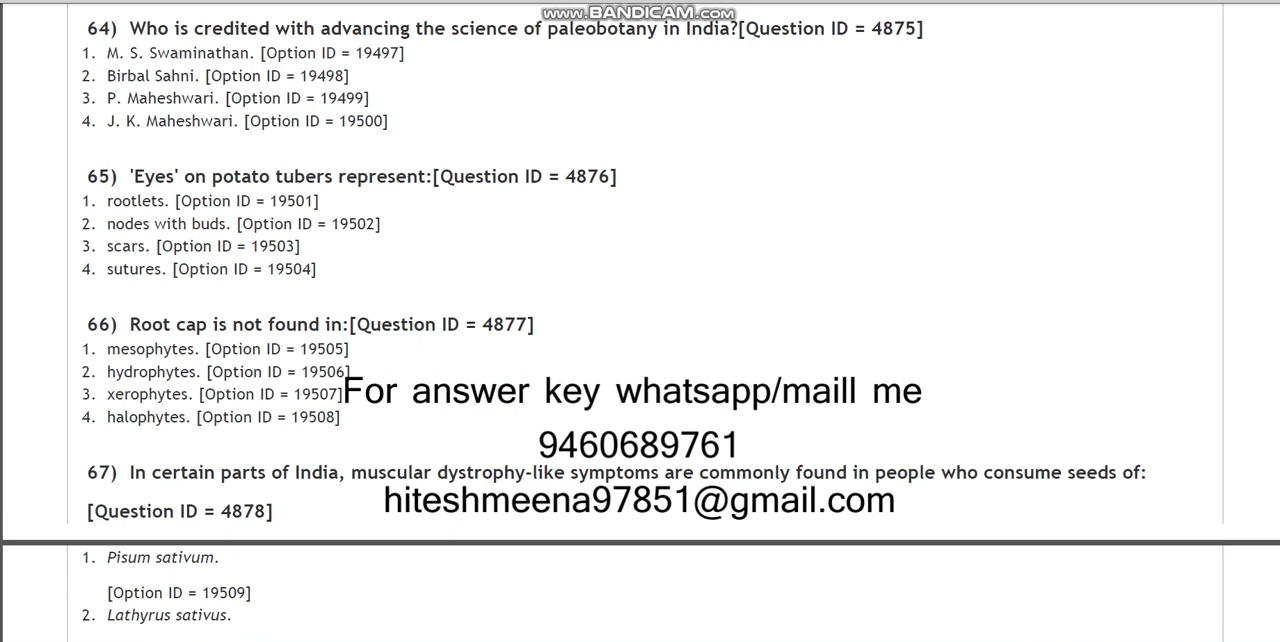 www.BANDICAM.com
64) Who is credited with advancing the science of paleobotany in India?[Question ID = 4875]
1. M. S. Swaminathan. [Option ID = 19497]
2. Birbal Sahni. [Option ID = 19498]
3. P. Maheshwari. [Option ID = 19499]
4. J. K. Maheshwari. [Option ID = 19500]
65) 'Eyes' on potato tubers represent:[Question ID = 4876]
1. rootlets. [Option ID = 19501]
2. nodes with buds. [Option ID = 19502]
3. scars. [Option ID = 19503]
4. sutures. [Option ID = 19504]
66) Root cap is not found in:[Question ID = 4877]
1. mesophytes. [Option ID = 19505]
2. hydrophytes. [Option ID = 19506]
3. xerophytes. [Option ID = 19507]
For answer key whatsapp/maill me
4. halophytes. [Option ID = 19508]
9460689761
67) In certain parts of India, muscular dystrophy-like symptoms are commonly found in people who consume seeds of:
hiteshmeena97851@gmail.com
[Question ID = 4878]
1. Pisum sativum.
[Option ID = 19509]
2. Lathyrus sativus.